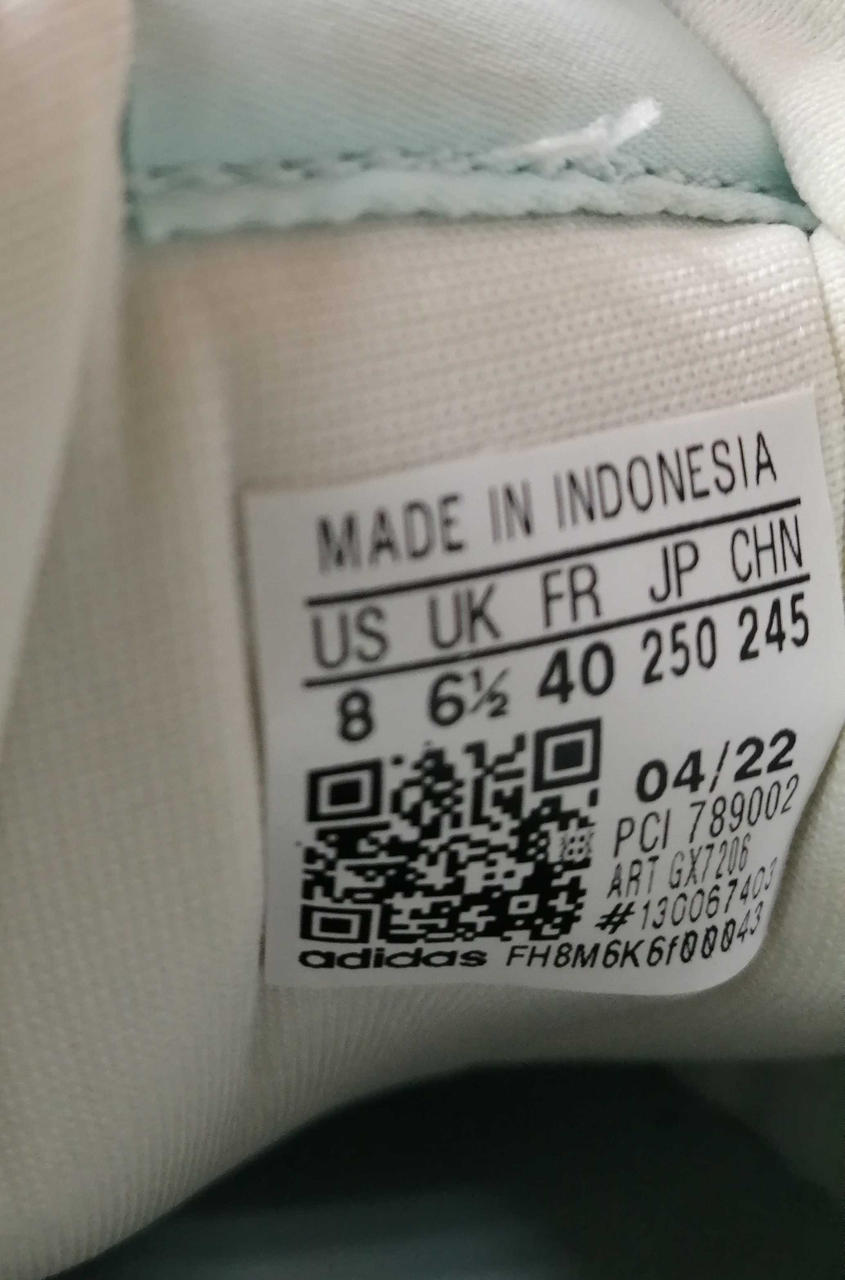 MADE IN INDONESIA
US UK FR JP CHN
8 6½ 40 250 245
04/22
PCI 789002
ART GX7206
#130067403
adidas FH8M6K6f00043